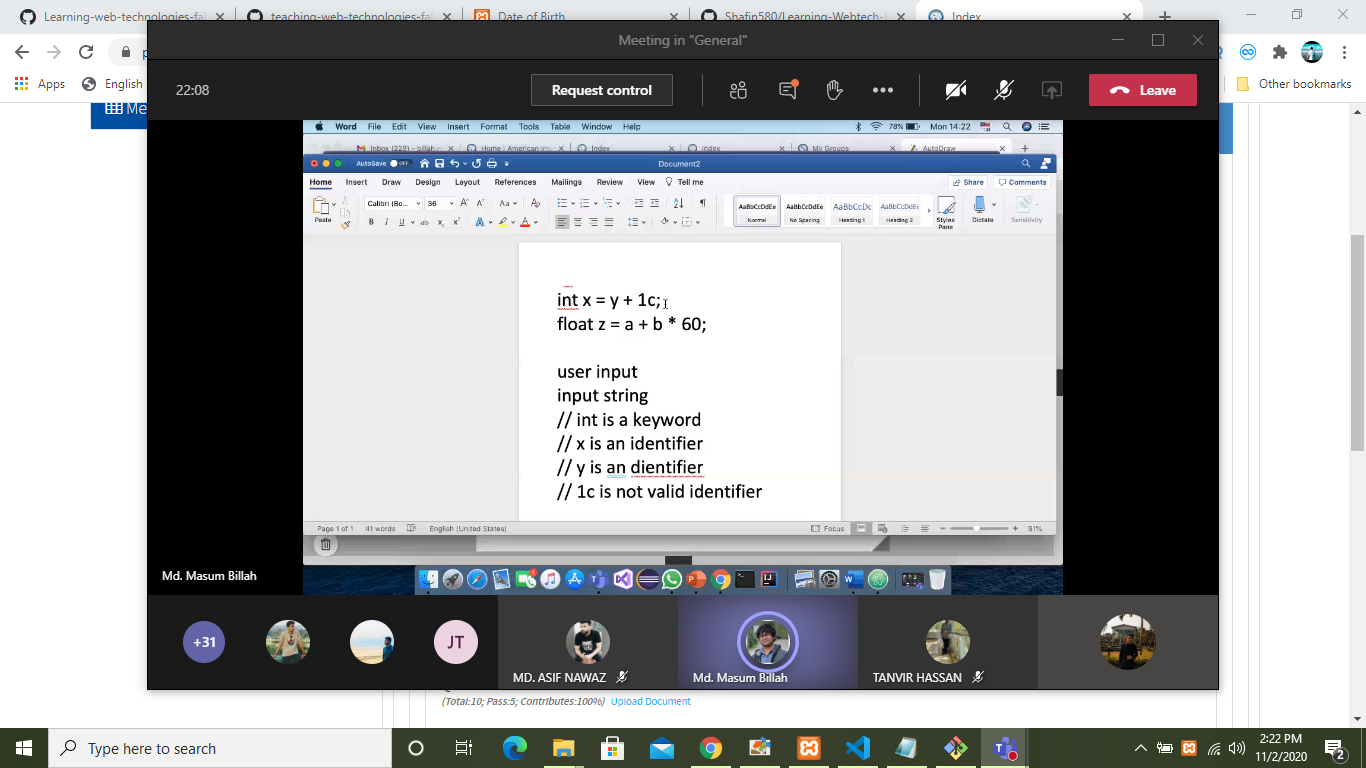 Learning-web-technologies-fal
teaching-web-technologies-fal
Date of Birth
Shafin580/Learning-Webtech-L
Index
English
Other bookmarks
Me
Meeting in "General"
22:08
Request control
Leave
Word File Edit View Insert Format Tools Table Window Help
78% Mon 14:22
Inbox (229) - billah.
Home | American Int
Index
Index
My Groups
AutoDraw
AutoSave OFF
Document2
Home Insert Draw Design Layout References Mailings Review View Tell me
Share Comments
Paste
Calibri (Bo... 36
AaBbCcDdEe AaBbCcDdEe AaBbCcDc AaBbCcDdEe
Normal No Spacing Heading 1 Heading 2
Styles Pane
Dictate
Sensitivity
int x = y + 1c;
float z = a + b * 60;
user input
input string
// int is a keyword
// x is an identifier
// y is an dientifier
// 1c is not valid identifier
Page 1 of 1 41 words English (United States) Focus 91%
Md. Masum Billah
+31
JT
MD. ASIF NAWAZ
Md. Masum Billah
TANVIR HASSAN
(Total:10; Pass:5; Contributes:100%) Upload Document
Type here to search
2:22 PM
11/2/2020
2